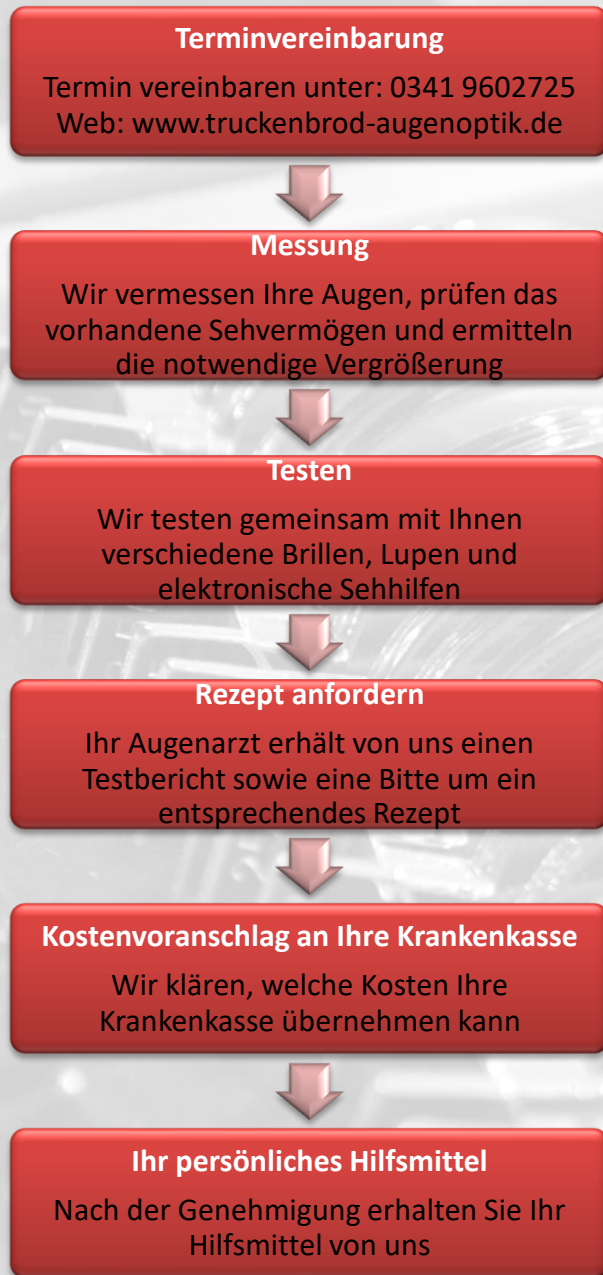 Terminvereinbarung
Termin vereinbaren unter: 0341 9602725
Web: www.truckenbrod-augenoptik.de
Messung
Wir vermessen Ihre Augen, prüfen das
vorhandene Sehvermögen und ermitteln
die notwendige Vergrößerung
Testen
Wir testen gemeinsam mit Ihnen
verschiedene Brillen, Lupen und
elektronische Sehhilfen
Rezept anfordern
Ihr Augenarzt erhält von uns einen
Testbericht sowie eine Bitte um ein
entsprechendes Rezept
Kostenvoranschlag an Ihre Krankenkasse
Wir klären, welche Kosten Ihre
Krankenkasse übernehmen kann
Ihr persönliches Hilfsmittel
Nach der Genehmigung erhalten Sie Ihr
Hilfsmittel von uns